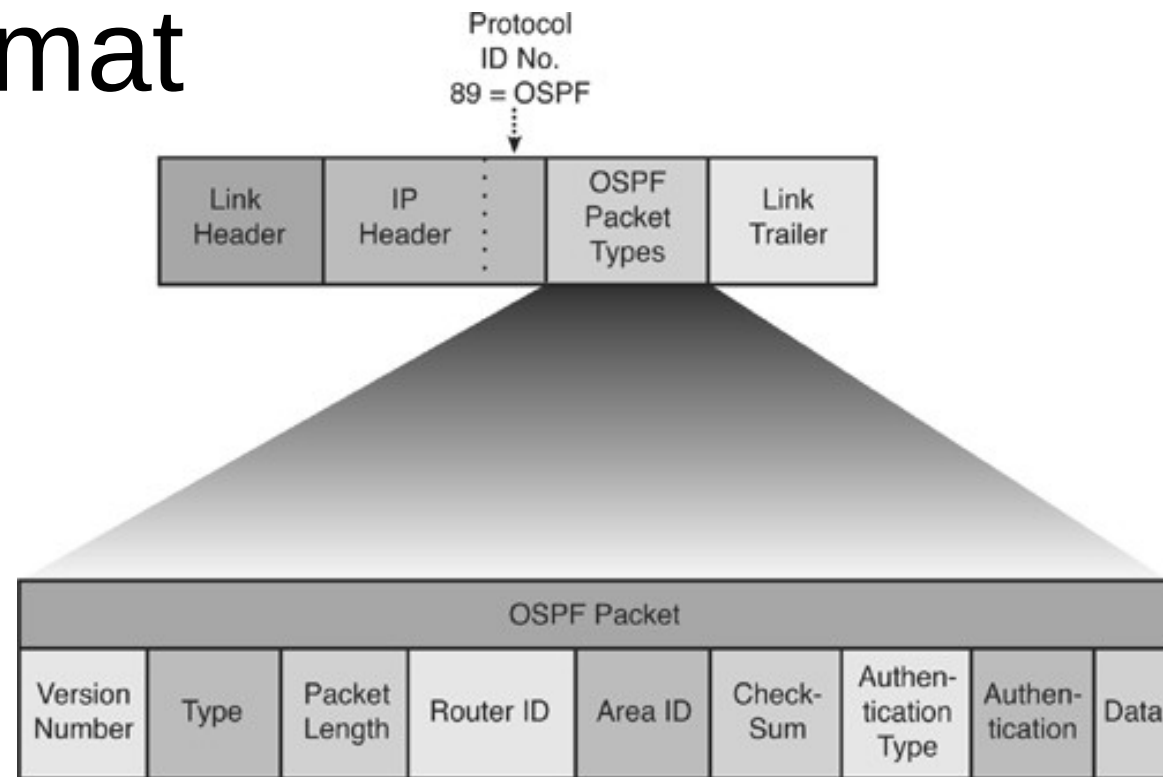 mat
Protocol
ID No.
89 = OSPF
Link
Header
IP
Header
OSPF
Packet
Types
Link
Trailer
OSPF Packet
Version
Number
Type
Packet
Length
Router ID
Area ID
Check-
Sum
Authen-
tication
Type
Authen-
tication
Data